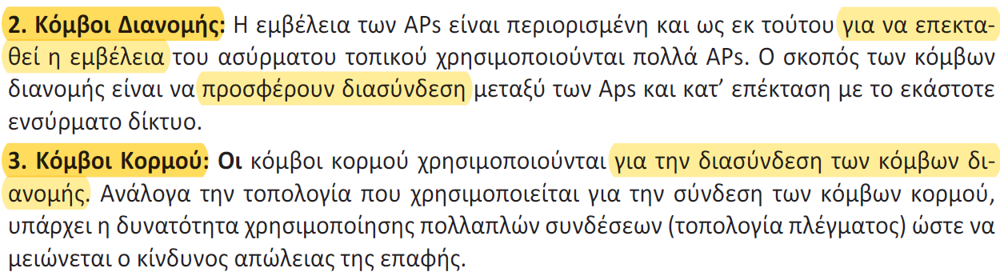 2. Κόμβοι Διανομής: Η εμβέλεια των APs είναι περιορισμένη και ως εκ τούτου για να επεκτα-
θεί η εμβέλεια του ασύρματου τοπικού χρησιμοποιούνται πολλά APs. Ο σκοπός των κόμβων
διανομής είναι να προσφέρουν διασύνδεση μεταξύ των Aps και κατ’ επέκταση με το εκάστοτε
ενσύρματο δίκτυο.
3. Κόμβοι Κορμού: Οι κόμβοι κορμού χρησιμοποιούνται για την διασύνδεση των κόμβων δι-
ανομής. Ανάλογα την τοπολογία που χρησιμοποιείται για την σύνδεση των κόμβων κορμού,
υπάρχει η δυνατότητα χρησιμοποίησης πολλαπλών συνδέσεων (τοπολογία πλέγματος) ώστε να
μειώνεται ο κίνδυνος απώλειας της επαφής.